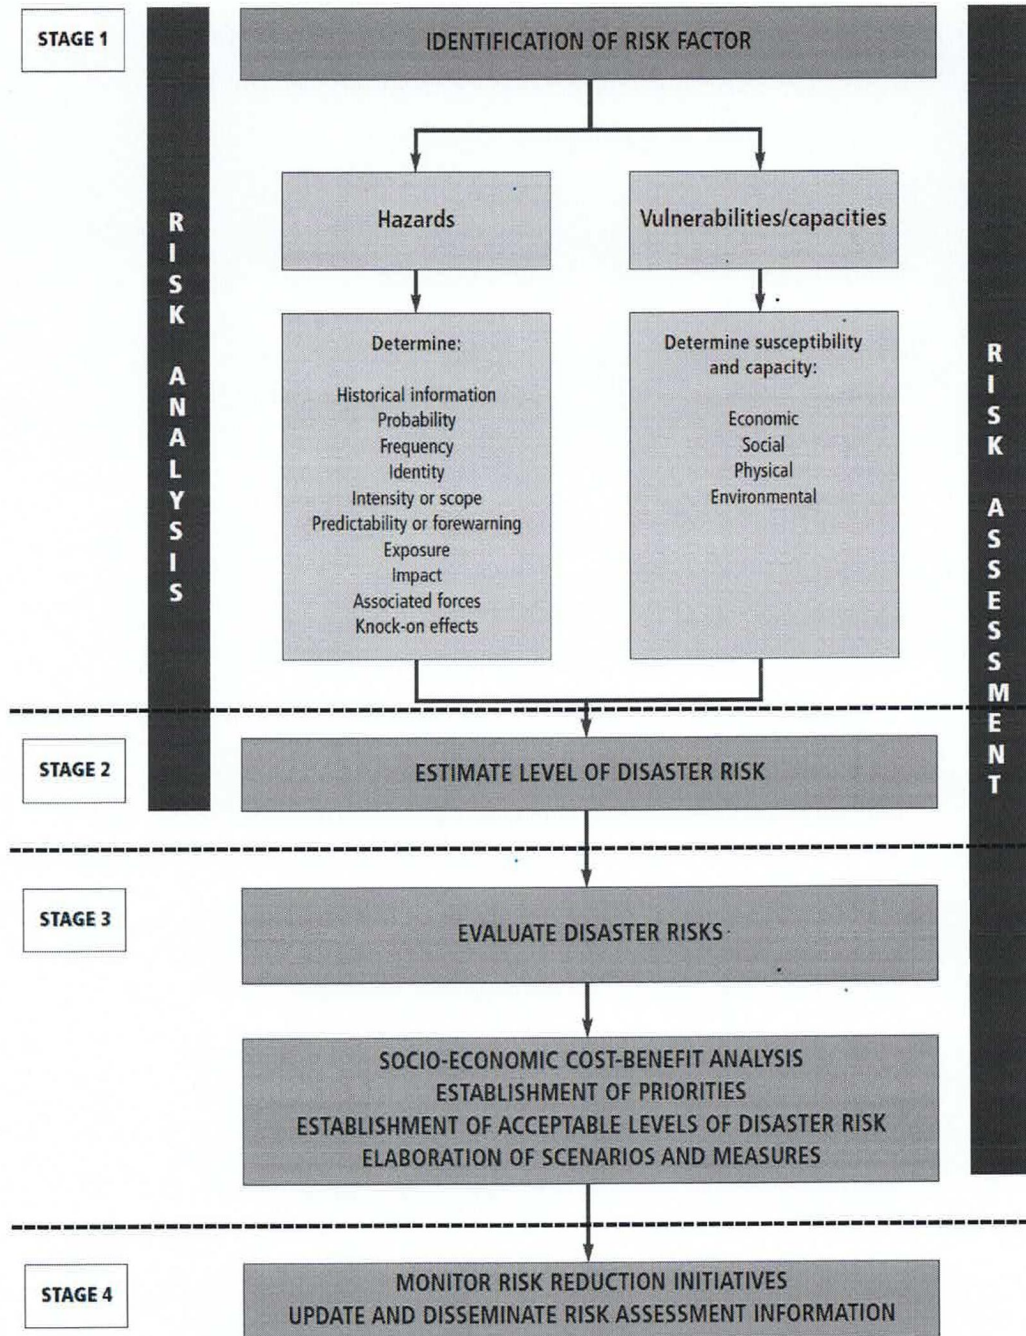 STAGE 1
IDENTIFICATION OF RISK FACTOR
RISK ANALYSIS
RISK ASSESSMENT
Hazards
Vulnerabilities/capacities
Determine:
Historical information
Probability
Frequency
Identity
Intensity or scope
Predictability or forewarning
Exposure
Impact
Associated forces
Knock-on effects
Determine susceptibility
and capacity:
Economic
Social
Physical
Environmental
STAGE 2
ESTIMATE LEVEL OF DISASTER RISK
STAGE 3
EVALUATE DISASTER RISKS
SOCIO-ECONOMIC COST-BENEFIT ANALYSIS
ESTABLISHMENT OF PRIORITIES
ESTABLISHMENT OF ACCEPTABLE LEVELS OF DISASTER RISK
ELABORATION OF SCENARIOS AND MEASURES
STAGE 4
MONITOR RISK REDUCTION INITIATIVES
UPDATE AND DISSEMINATE RISK ASSESSMENT INFORMATION